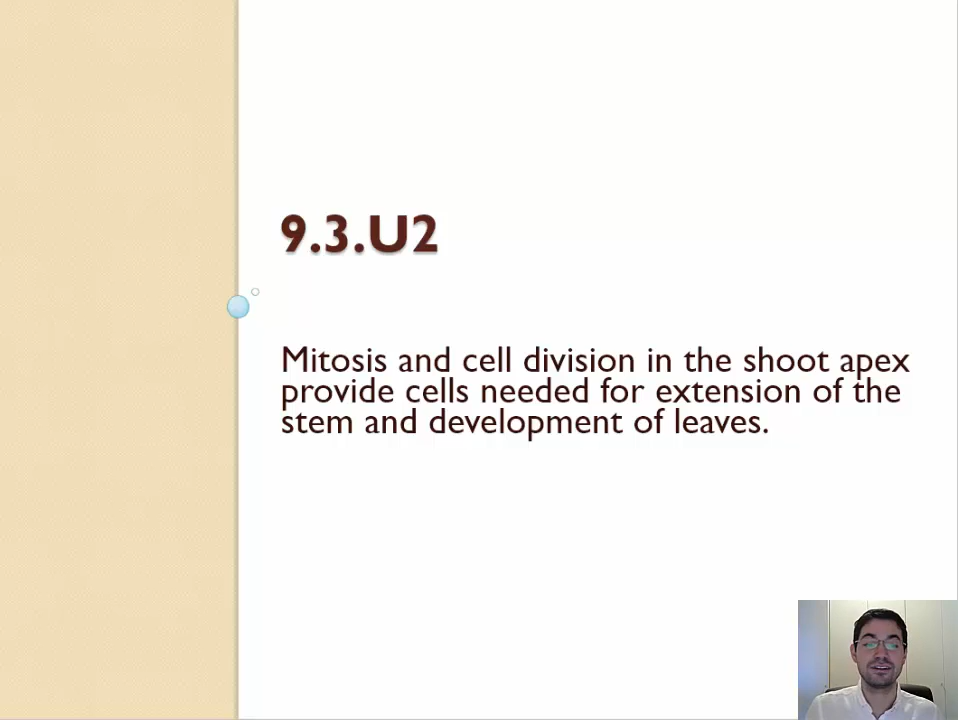 9.3.U2
Mitosis and cell division in the shoot apex
provide cells needed for extension of the
stem and development of leaves.